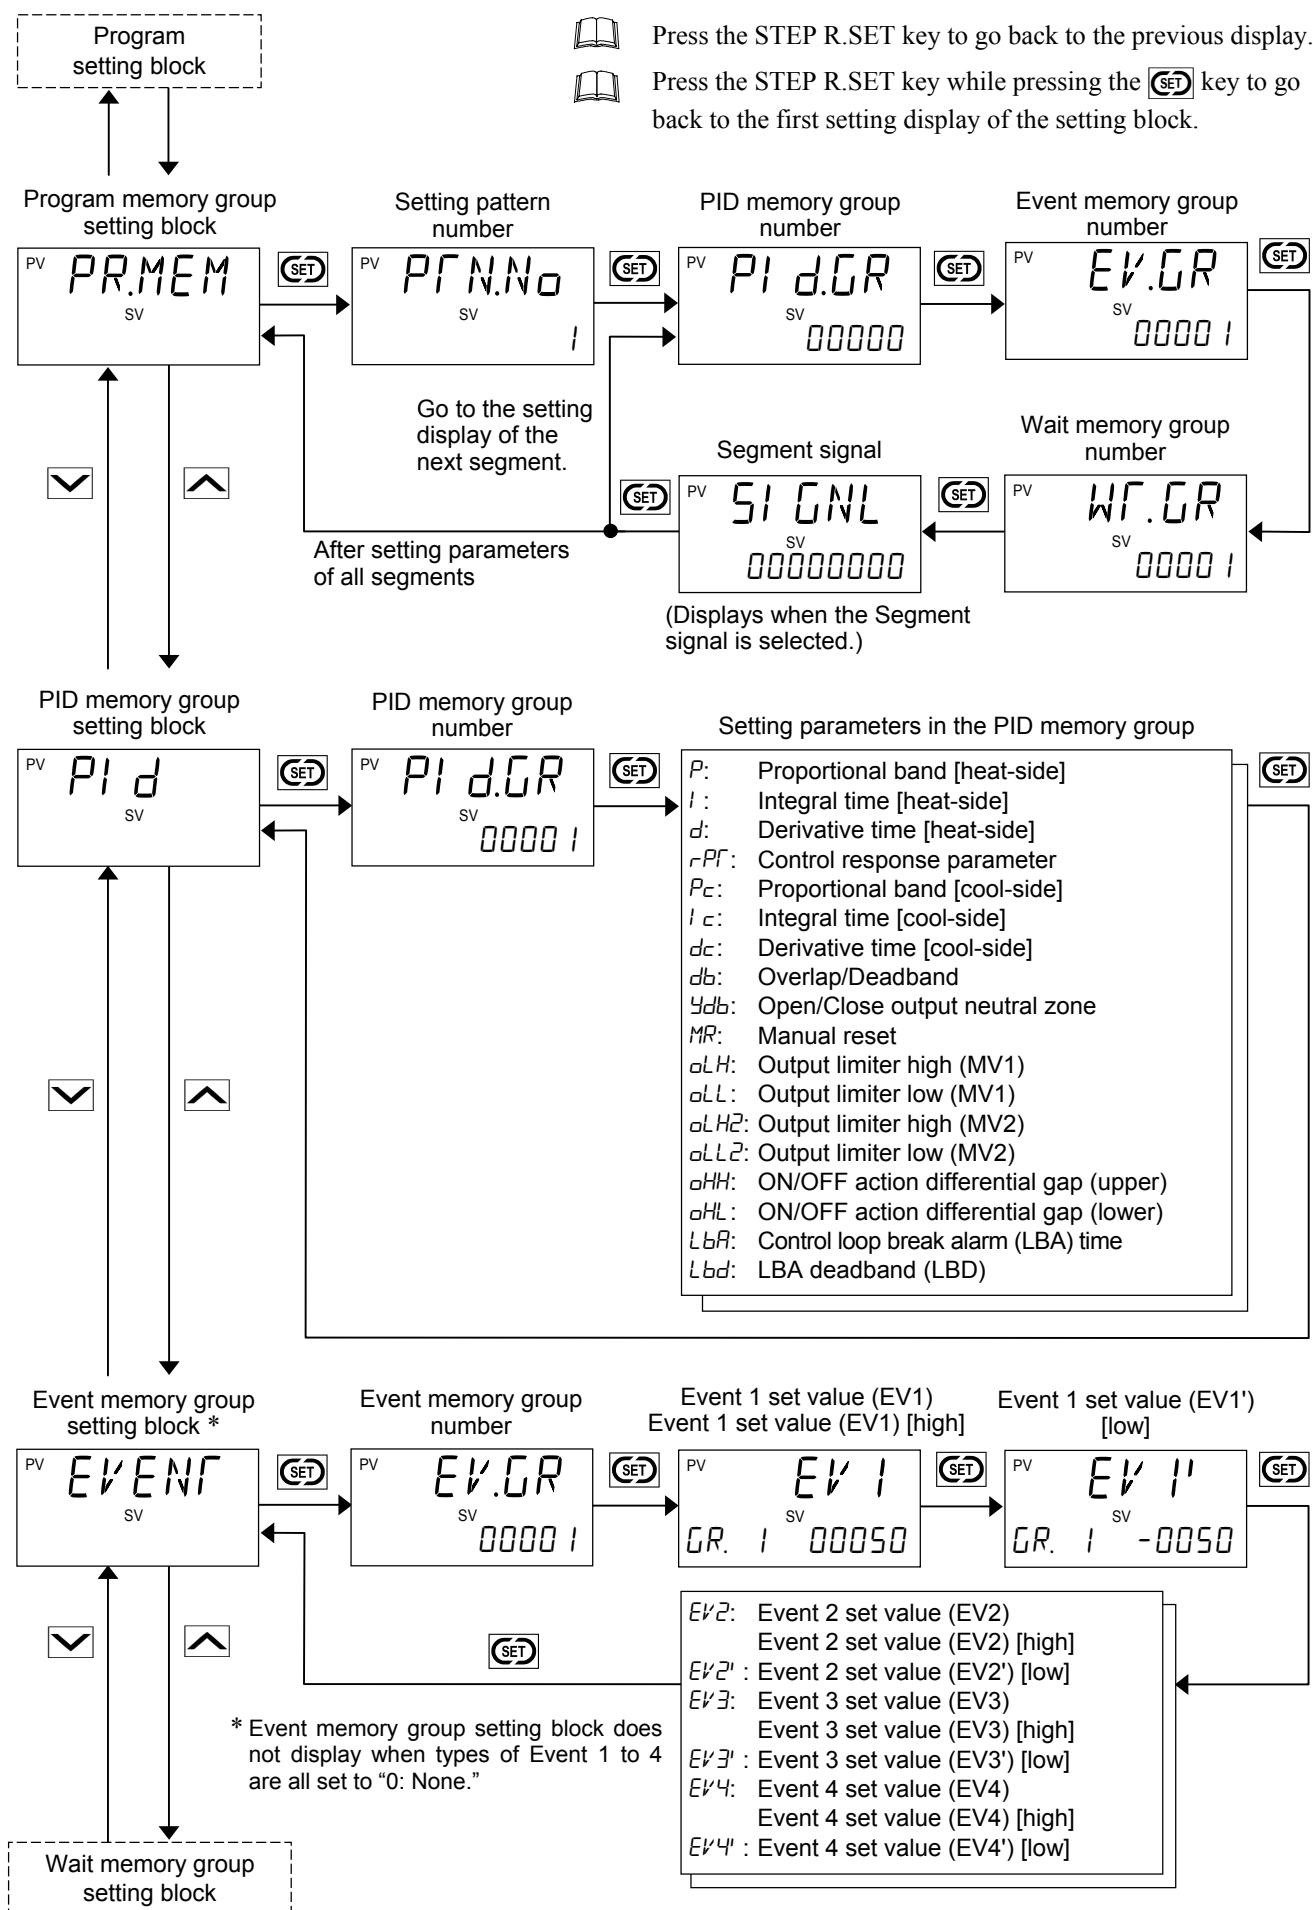 Program
setting block
Press the STEP R.SET key to go back to the previous display.
Press the STEP R.SET key while pressing the SET key to go
back to the first setting display of the setting block.
Program memory group
setting block
PV PR.MEM
SV
SET
Setting pattern
number
PV PTN.No
SV
1
SET
PID memory group
number
PV PId.GR
SV
00000
SET
Event memory group
number
PV EV.GR
SV
00001
SET
Go to the setting
display of the
next segment.
Segment signal
SET
PV SIGNL
SV
00000000
(Displays when the Segment
signal is selected.)
SET
Wait memory group
number
PV WT.GR
SV
00001
After setting parameters
of all segments
PID memory group
setting block
PV PId
SV
SET
PID memory group
number
PV PId.GR
SV
00001
SET
Setting parameters in the PID memory group
SET
P: Proportional band [heat-side]
I: Integral time [heat-side]
d: Derivative time [heat-side]
rPT: Control response parameter
Pc: Proportional band [cool-side]
Ic: Integral time [cool-side]
dc: Derivative time [cool-side]
db: Overlap/Deadband
Ydb: Open/Close output neutral zone
MR: Manual reset
oLH: Output limiter high (MV1)
oLL: Output limiter low (MV1)
oLH2: Output limiter high (MV2)
oLL2: Output limiter low (MV2)
oHH: ON/OFF action differential gap (upper)
oHL: ON/OFF action differential gap (lower)
LbA: Control loop break alarm (LBA) time
Lbd: LBA deadband (LBD)
Event memory group
setting block *
PV EVENT
SV
SET
Event memory group
number
PV EV.GR
SV
00001
SET
Event 1 set value (EV1)
Event 1 set value (EV1) [high]
PV EV1
SV
GR. 1 00050
SET
Event 1 set value (EV1')
[low]
PV EV1'
SV
GR. 1 -0050
SET
SET
EV2: Event 2 set value (EV2)
Event 2 set value (EV2) [high]
EV2' : Event 2 set value (EV2') [low]
EV3: Event 3 set value (EV3)
Event 3 set value (EV3) [high]
EV3' : Event 3 set value (EV3') [low]
EV4: Event 4 set value (EV4)
Event 4 set value (EV4) [high]
EV4' : Event 4 set value (EV4') [low]
* Event memory group setting block does
not display when types of Event 1 to 4
are all set to “0: None.”
Wait memory group
setting block